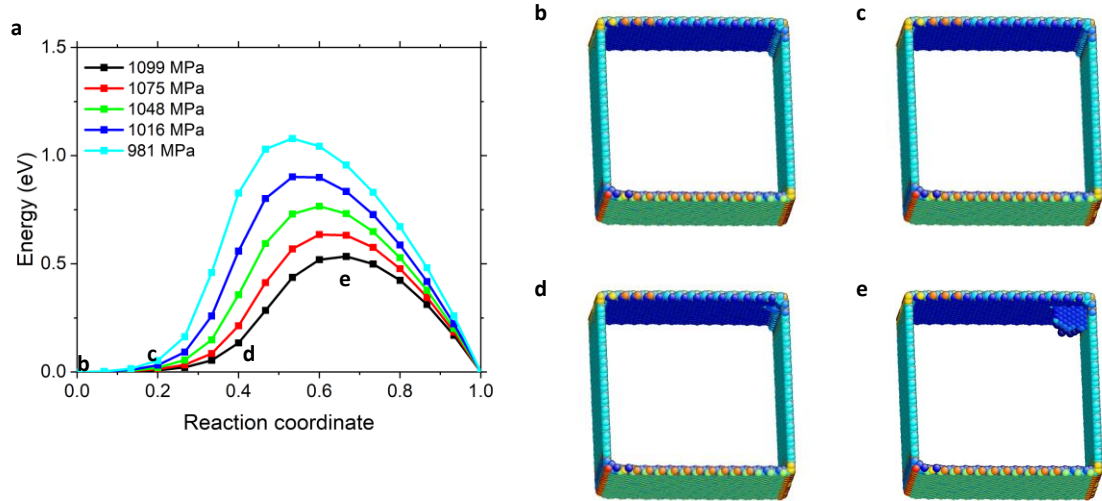 a
1.5
1.0
0.5
0.0
Energy (eV)
1099 MPa
1075 MPa
1048 MPa
1016 MPa
981 MPa
b
c
d
e
0.0 0.2 0.4 0.6 0.8 1.0
Reaction coordinate
b
c
d
e